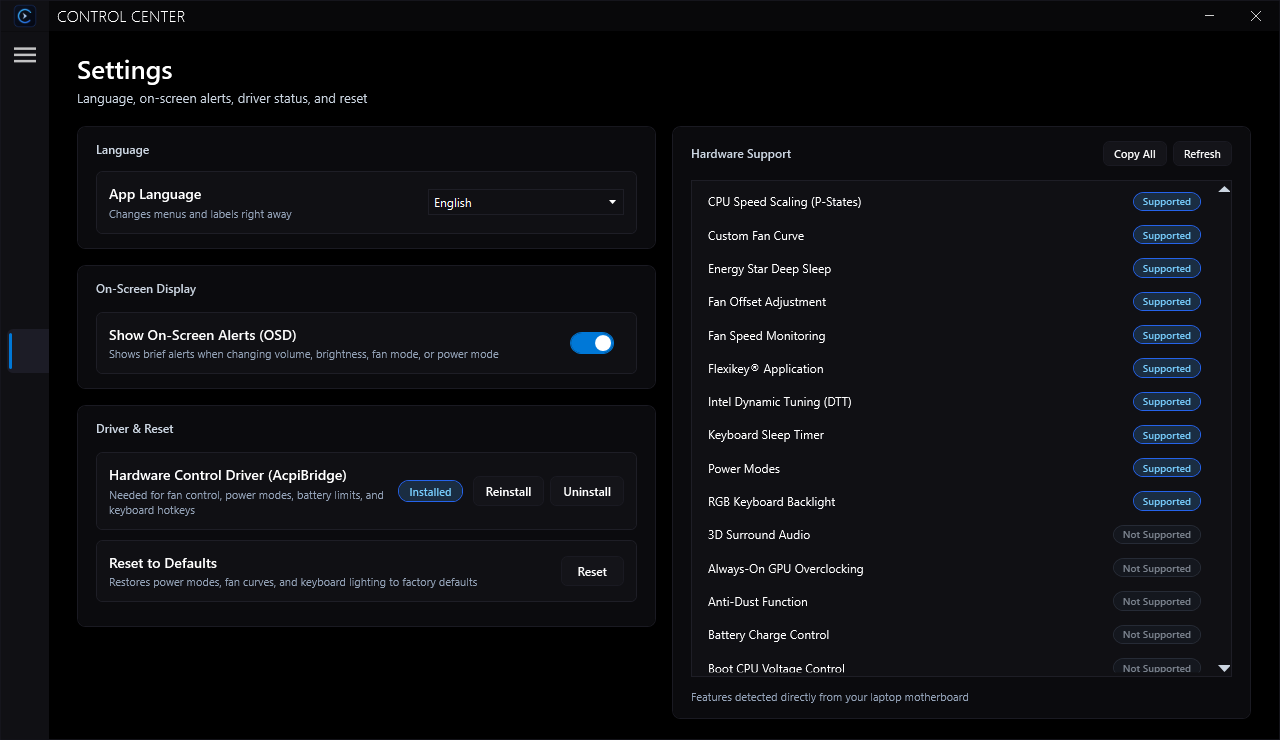 CONTROL CENTER
Settings
Language, on-screen alerts, driver status, and reset
Language
App Language
Changes menus and labels right away
English
On-Screen Display
Show On-Screen Alerts (OSD)
Shows brief alerts when changing volume, brightness, fan mode, or power mode
Driver & Reset
Hardware Control Driver (AcpiBridge)
Needed for fan control, power modes, battery limits, and
keyboard hotkeys
Installed
Reinstall
Uninstall
Reset to Defaults
Restores power modes, fan curves, and keyboard lighting to factory defaults
Reset
Hardware Support
Copy All
Refresh
CPU Speed Scaling (P-States) Supported
Custom Fan Curve Supported
Energy Star Deep Sleep Supported
Fan Offset Adjustment Supported
Fan Speed Monitoring Supported
Flexikey® Application Supported
Intel Dynamic Tuning (DTT) Supported
Keyboard Sleep Timer Supported
Power Modes Supported
RGB Keyboard Backlight Supported
3D Surround Audio Not Supported
Always-On GPU Overclocking Not Supported
Anti-Dust Function Not Supported
Battery Charge Control Not Supported
Boot CPU Voltage Control Not Supported
Features detected directly from your laptop motherboard